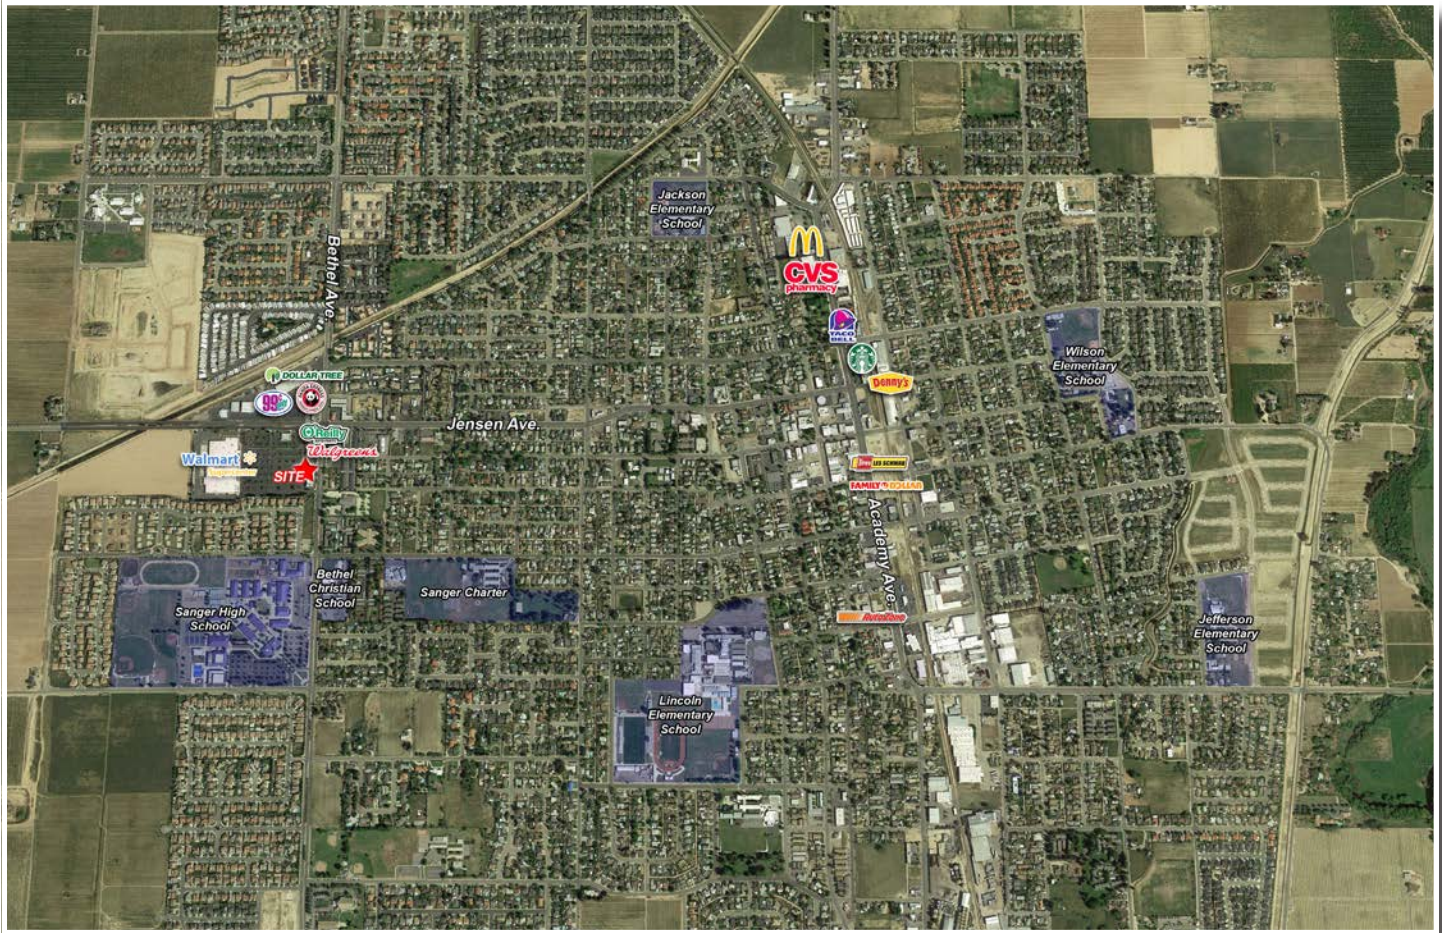 Jackson
Elementary
School
Bethel Ave.
CVS
pharmacy
TACO
BELL
Denny's
Wilson
Elementary
School
DOLLAR TREE
99¢
Jensen Ave.
O'Reilly
Walgreens
Walmart
Supercenter
SITE
LES SCHWAB
FAMILY DOLLAR
Academy Ave.
Bethel
Christian
School
Sanger Charter
Sanger High
School
AutoZone
Jefferson
Elementary
School
Lincoln
Elementary
School